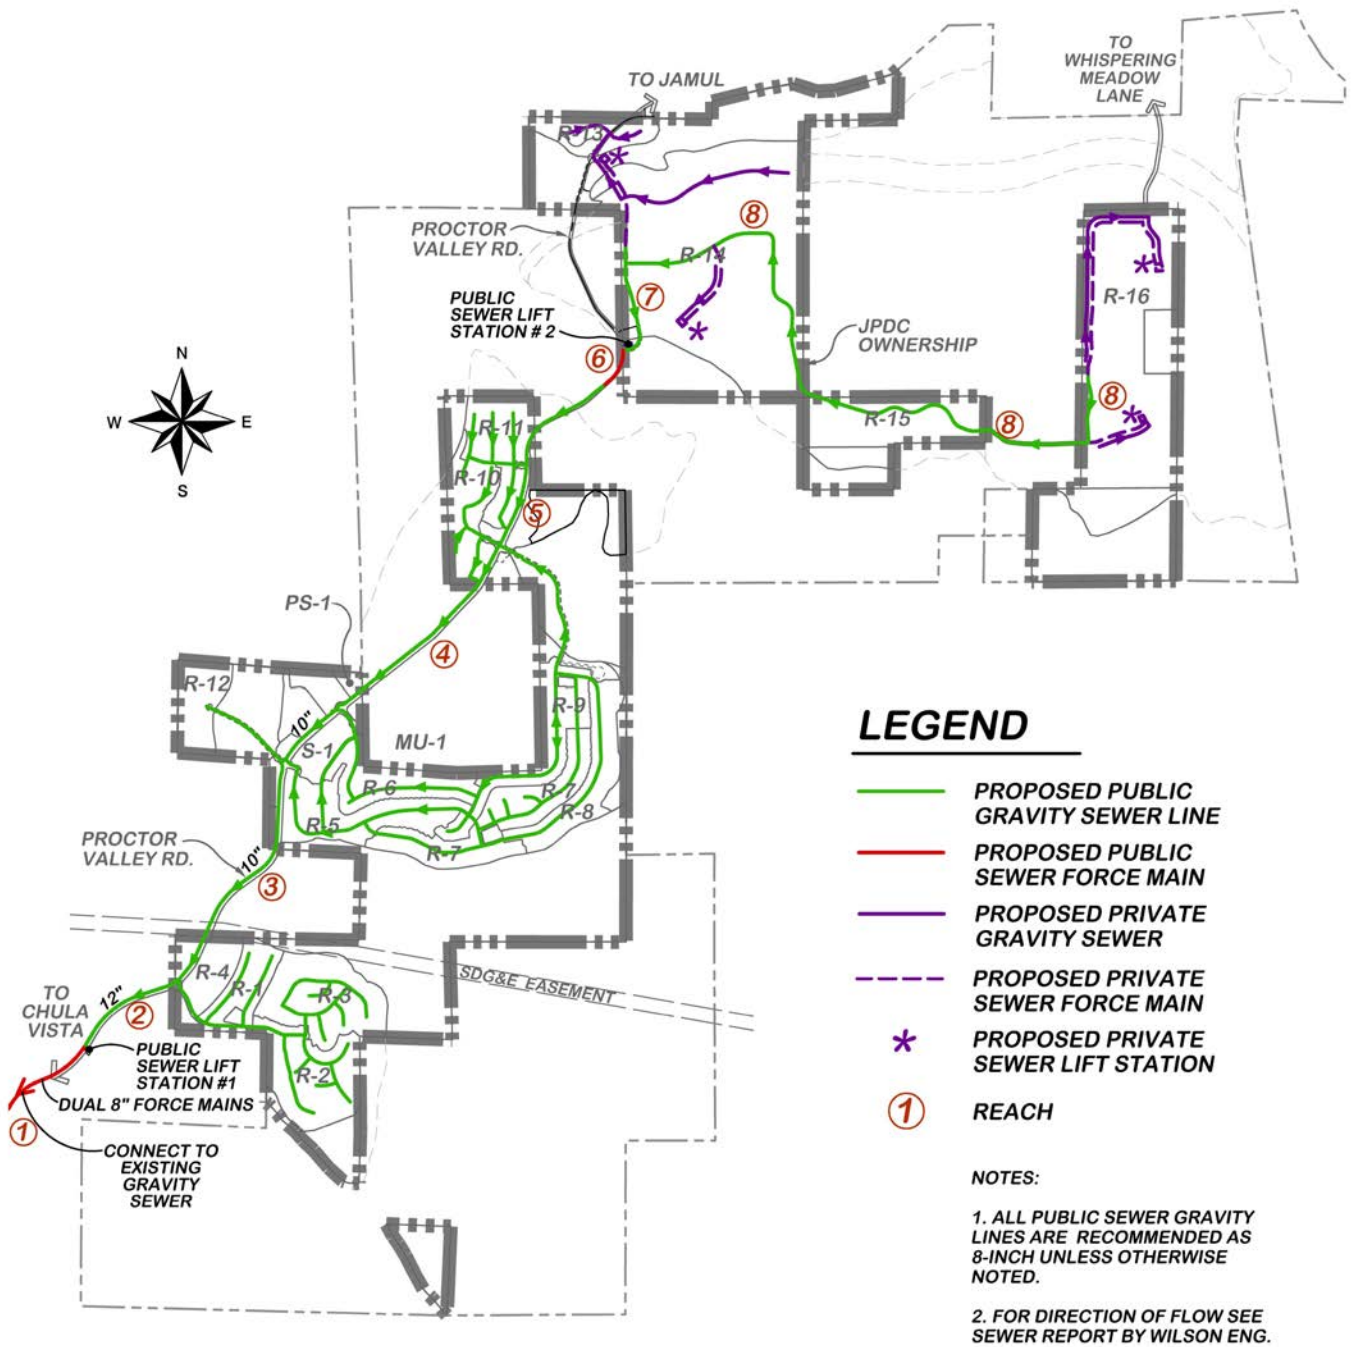 TO
WHISPERING
MEADOW
LANE
TO JAMUL
R-13
PROCTOR
VALLEY RD.
8
R-14
7
R-16
PUBLIC
SEWER LIFT
STATION # 2
JPDC
OWNERSHIP
6
N
W
E
S
8
R-15
8
R-11
R-10
5
PS-1
4
R-12
10"
S-1
MU-1
R-9
R-6
R-7
R-8
R-5
R-7
PROCTOR
VALLEY RD.
10"
3
SDG&E EASEMENT
R-4
R-1
R-3
TO
CHULA
VISTA
12"
2
PUBLIC
SEWER LIFT
STATION #1
R-2
DUAL 8" FORCE MAINS
1
CONNECT TO
EXISTING
GRAVITY
SEWER
LEGEND
PROPOSED PUBLIC
GRAVITY SEWER LINE
PROPOSED PUBLIC
SEWER FORCE MAIN
PROPOSED PRIVATE
GRAVITY SEWER
PROPOSED PRIVATE
SEWER FORCE MAIN
PROPOSED PRIVATE
SEWER LIFT STATION
1
REACH
NOTES:
1. ALL PUBLIC SEWER GRAVITY
LINES ARE RECOMMENDED AS
8-INCH UNLESS OTHERWISE
NOTED.
2. FOR DIRECTION OF FLOW SEE
SEWER REPORT BY WILSON ENG.